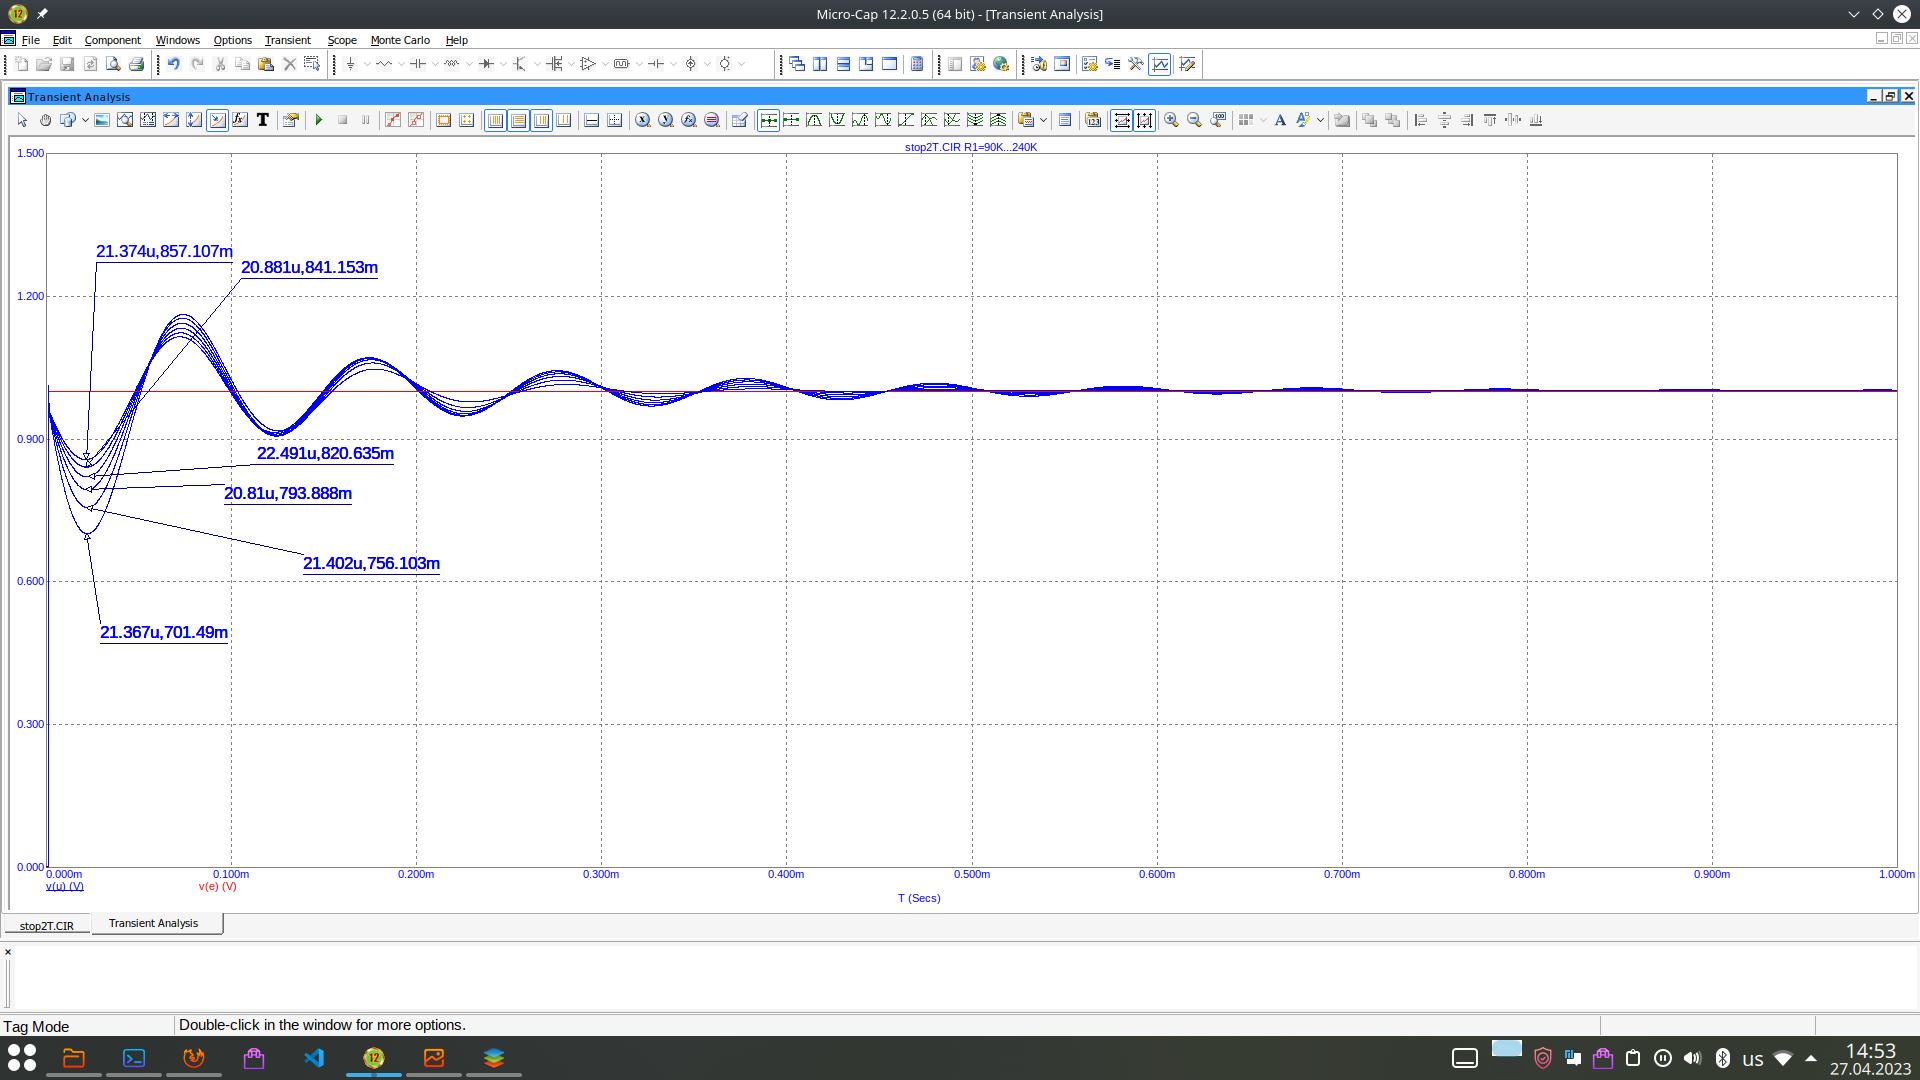 Micro-Cap 12.2.0.5 (64 bit) - [Transient Analysis]
File Edit Component Windows Options Transient Scope Monte Carlo Help
Transient Analysis
stop2T.CIR R1=90K...240K
1.500
1.200
0.900
0.600
0.300
0.000
21.374u,857.107m
20.881u,841.153m
22.491u,820.635m
20.81u,793.888m
21.402u,756.103m
21.367u,701.49m
0.000m 0.100m 0.200m 0.300m 0.400m 0.500m 0.600m 0.700m 0.800m 0.900m 1.000m
v(u) (V) v(e) (V)
T (Secs)
stop2T.CIR Transient Analysis
Tag Mode Double-click in the window for more options.
us
14:53
27.04.2023